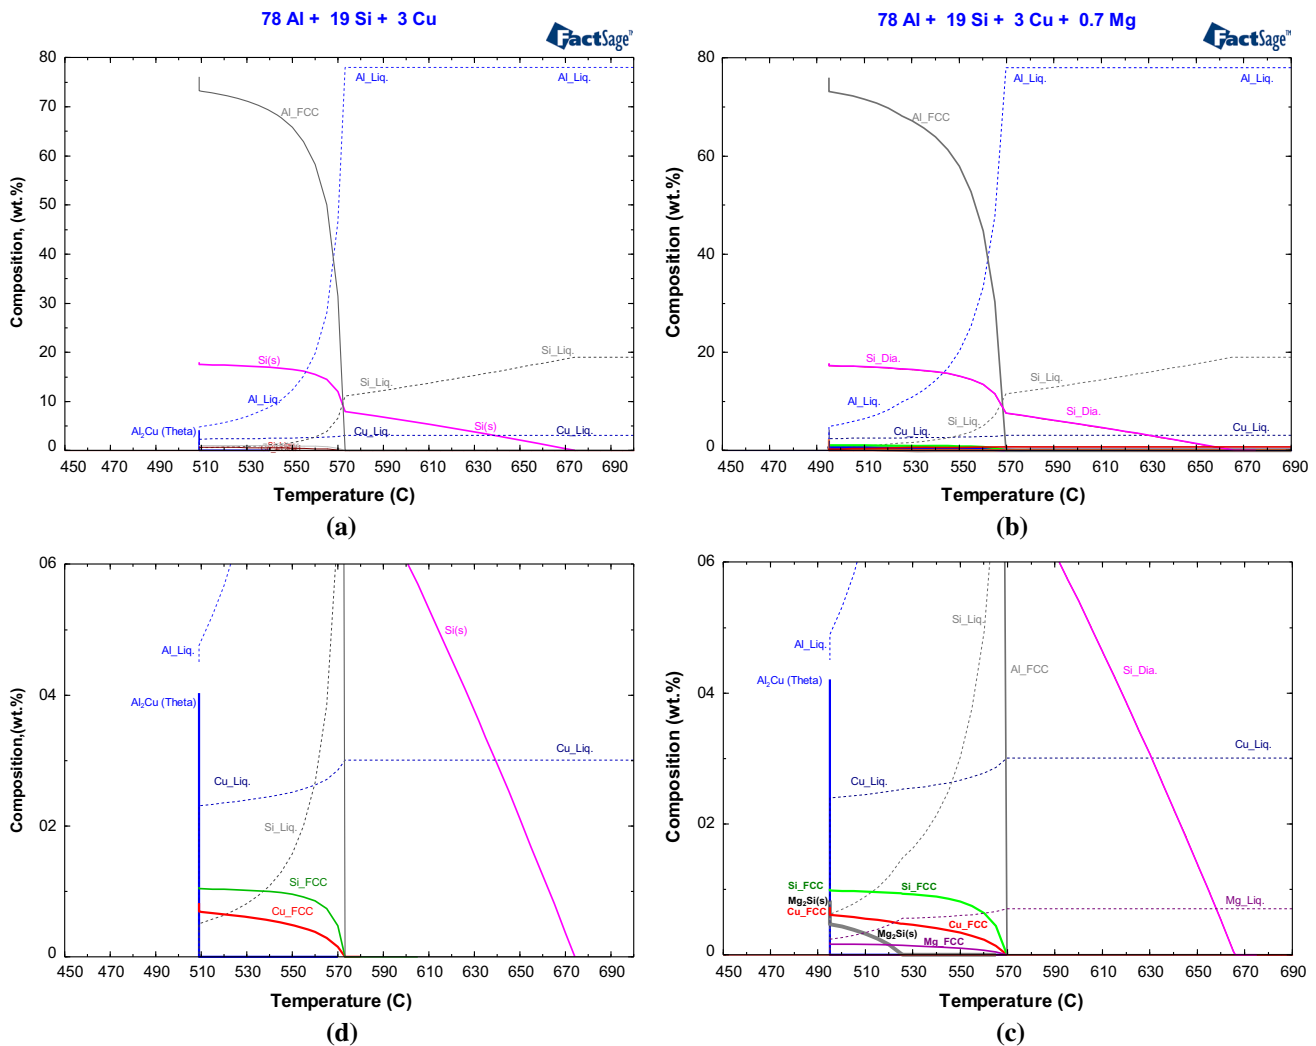 78 Al + 19 Si + 3 Cu
FactSage™
80
70
60
50
40
30
20
10
0
Composition, (wt.%)
Al_Liq.
Al_Liq.
Al_FCC
Si(s)
Si_Liq.
Si_Liq.
Al_Liq.
Si(s)
Al₂Cu (Theta)
Cu_Liq.
Cu_Liq.
450 470 490 510 530 550 570 590 610 630 650 670 690
Temperature (C)
(a)
78 Al + 19 Si + 3 Cu + 0.7 Mg
FactSage™
80
60
40
20
0
Composition (wt.%)
Al_Liq.
Al_Liq.
Al_FCC
Si_Dia.
Si_Liq.
Si_Liq.
Al_Liq.
Si_Liq.
Si_Dia.
Cu_Liq.
Cu_Liq.
450 470 490 510 530 550 570 590 610 630 650 670 690
Temperature (C)
(b)
06
04
02
0
Composition,(wt.%)
Si(s)
Al_Liq.
Al₂Cu (Theta)
Cu_Liq.
Cu_Liq.
Si_Liq.
Si_FCC
Cu_FCC
450 470 490 510 530 550 570 590 610 630 650 670 690
Temperature (C)
(d)
06
04
02
0
Composition (wt.%)
Si_Liq.
Al_Liq.
Al_FCC
Si_Dia.
Al₂Cu (Theta)
Cu_Liq.
Cu_Liq.
Si_FCC
Si_FCC
Mg₂Si(s)
Cu_FCC
Cu_FCC
Mg_Liq.
Mg₂Si(s)
Mg_FCC
450 470 490 510 530 550 570 590 610 630 650 670 690
Temperature (C)
(c)